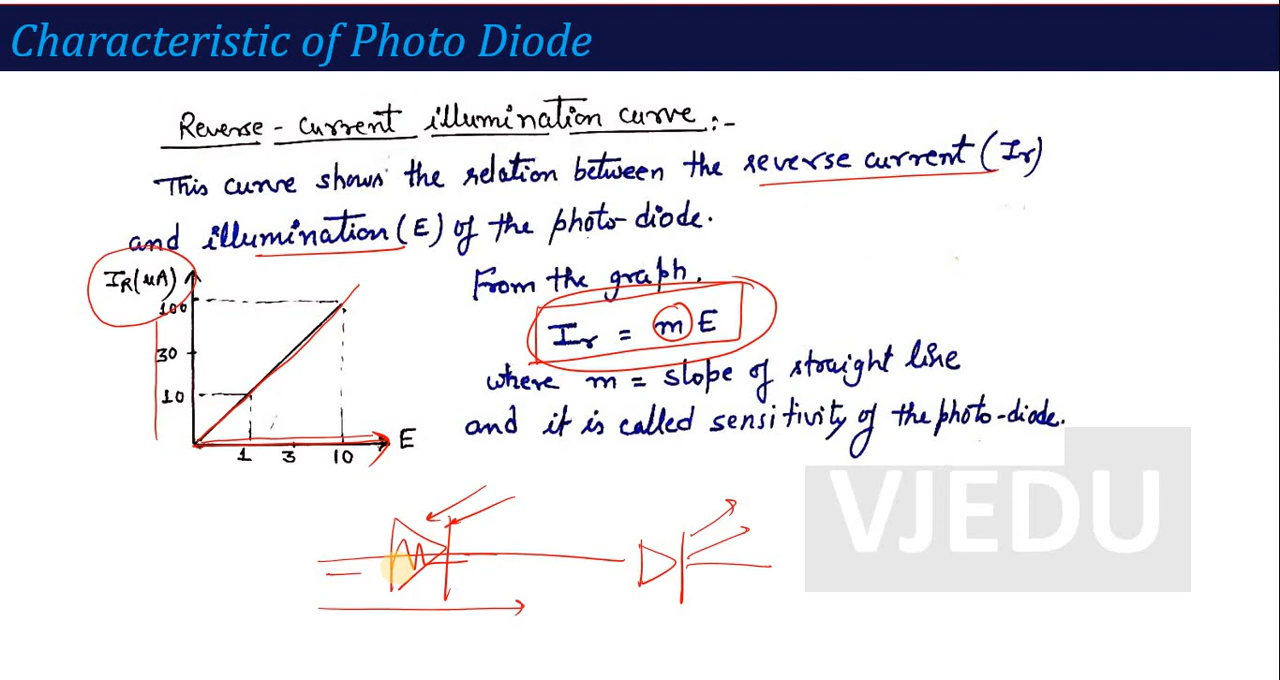 Characteristic of Photo Diode
Reverse - current illumination curve :-
This curve shows the relation between the reverse current (Ir)
and illumination (E) of the photo-diode.
IR(μA)
100
30
10
1 3 10 E
From the graph,
Ir = m E
where m = slope of straight line
and it is called sensitivity of the photo-diode.
VJEDU